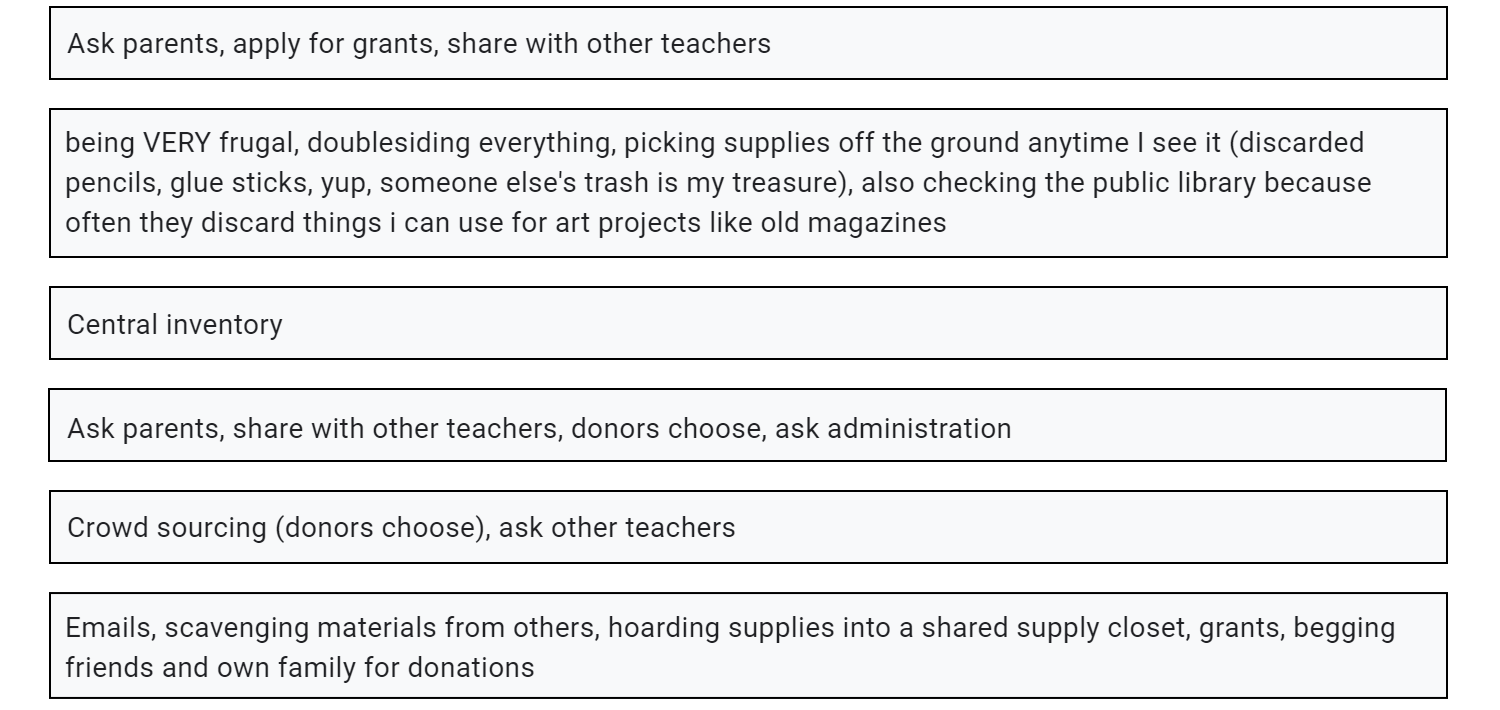 Ask parents, apply for grants, share with other teachers
being VERY frugal, doublesiding everything, picking supplies off the ground anytime I see it (discarded
pencils, glue sticks, yup, someone else's trash is my treasure), also checking the public library because
often they discard things i can use for art projects like old magazines
Central inventory
Ask parents, share with other teachers, donors choose, ask administration
Crowd sourcing (donors choose), ask other teachers
Emails, scavenging materials from others, hoarding supplies into a shared supply closet, grants, begging
friends and own family for donations